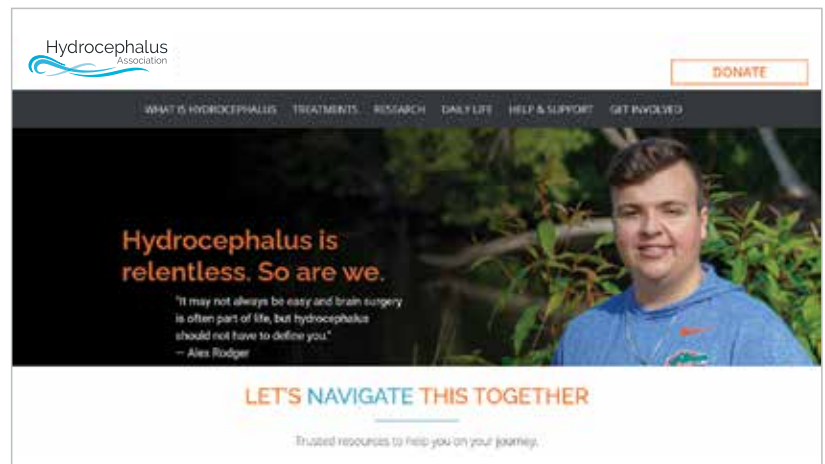 Hydrocephalus
Association
DONATE
WHAT IS HYDROCEPHALUS TREATMENTS RESEARCH DAILY LIFE HELP & SUPPORT GET INVOLVED
Hydrocephalus is
relentless. So are we.
"It may not always be easy and brain surgery
is often part of life, but hydrocephalus
should not have to define you."
— Alex Rodger
LET'S NAVIGATE THIS TOGETHER
Trusted resources to help you on your journey.